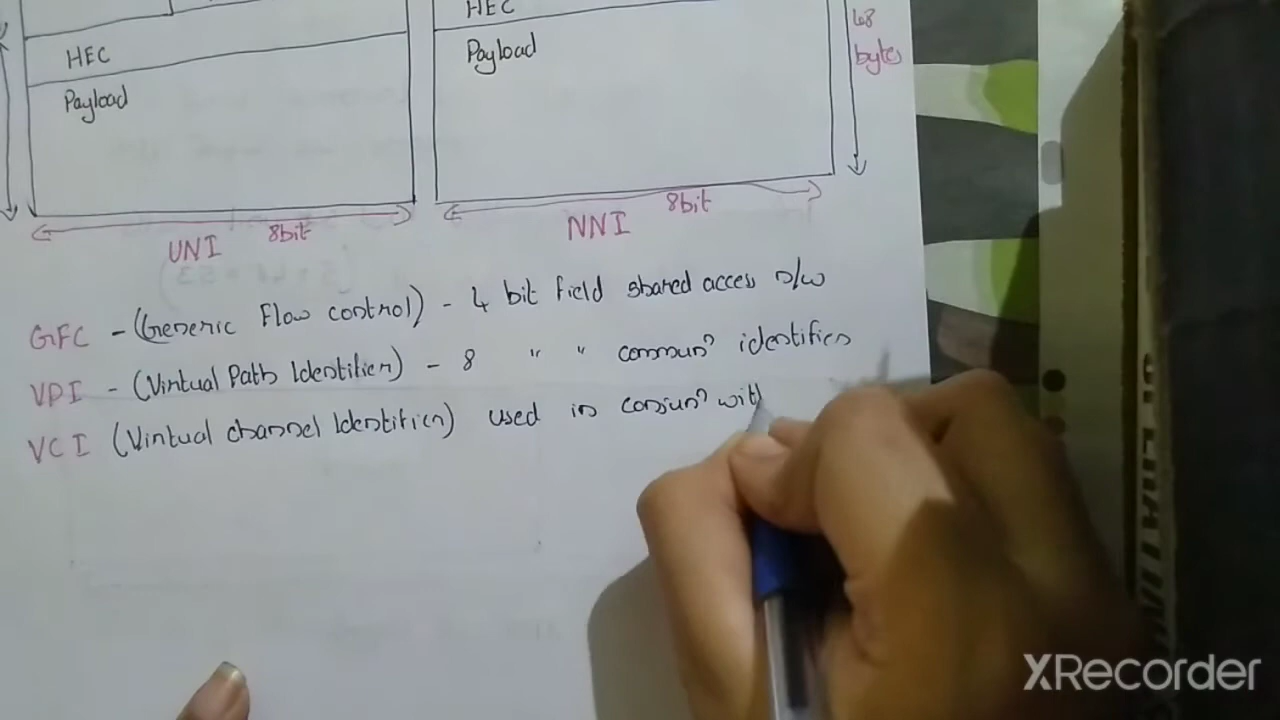 HEC
HEC
Payload
Payload
48
bytes
8bit
8bit
UNI
NNI
GFC - (Generic Flow control) - 4 bit field shared access n/w
VPI - (Virtual Path Identifier) - 8 " " commun? identifier
VCI (Virtual channel Identifier) used in conjun? with
XRecorder